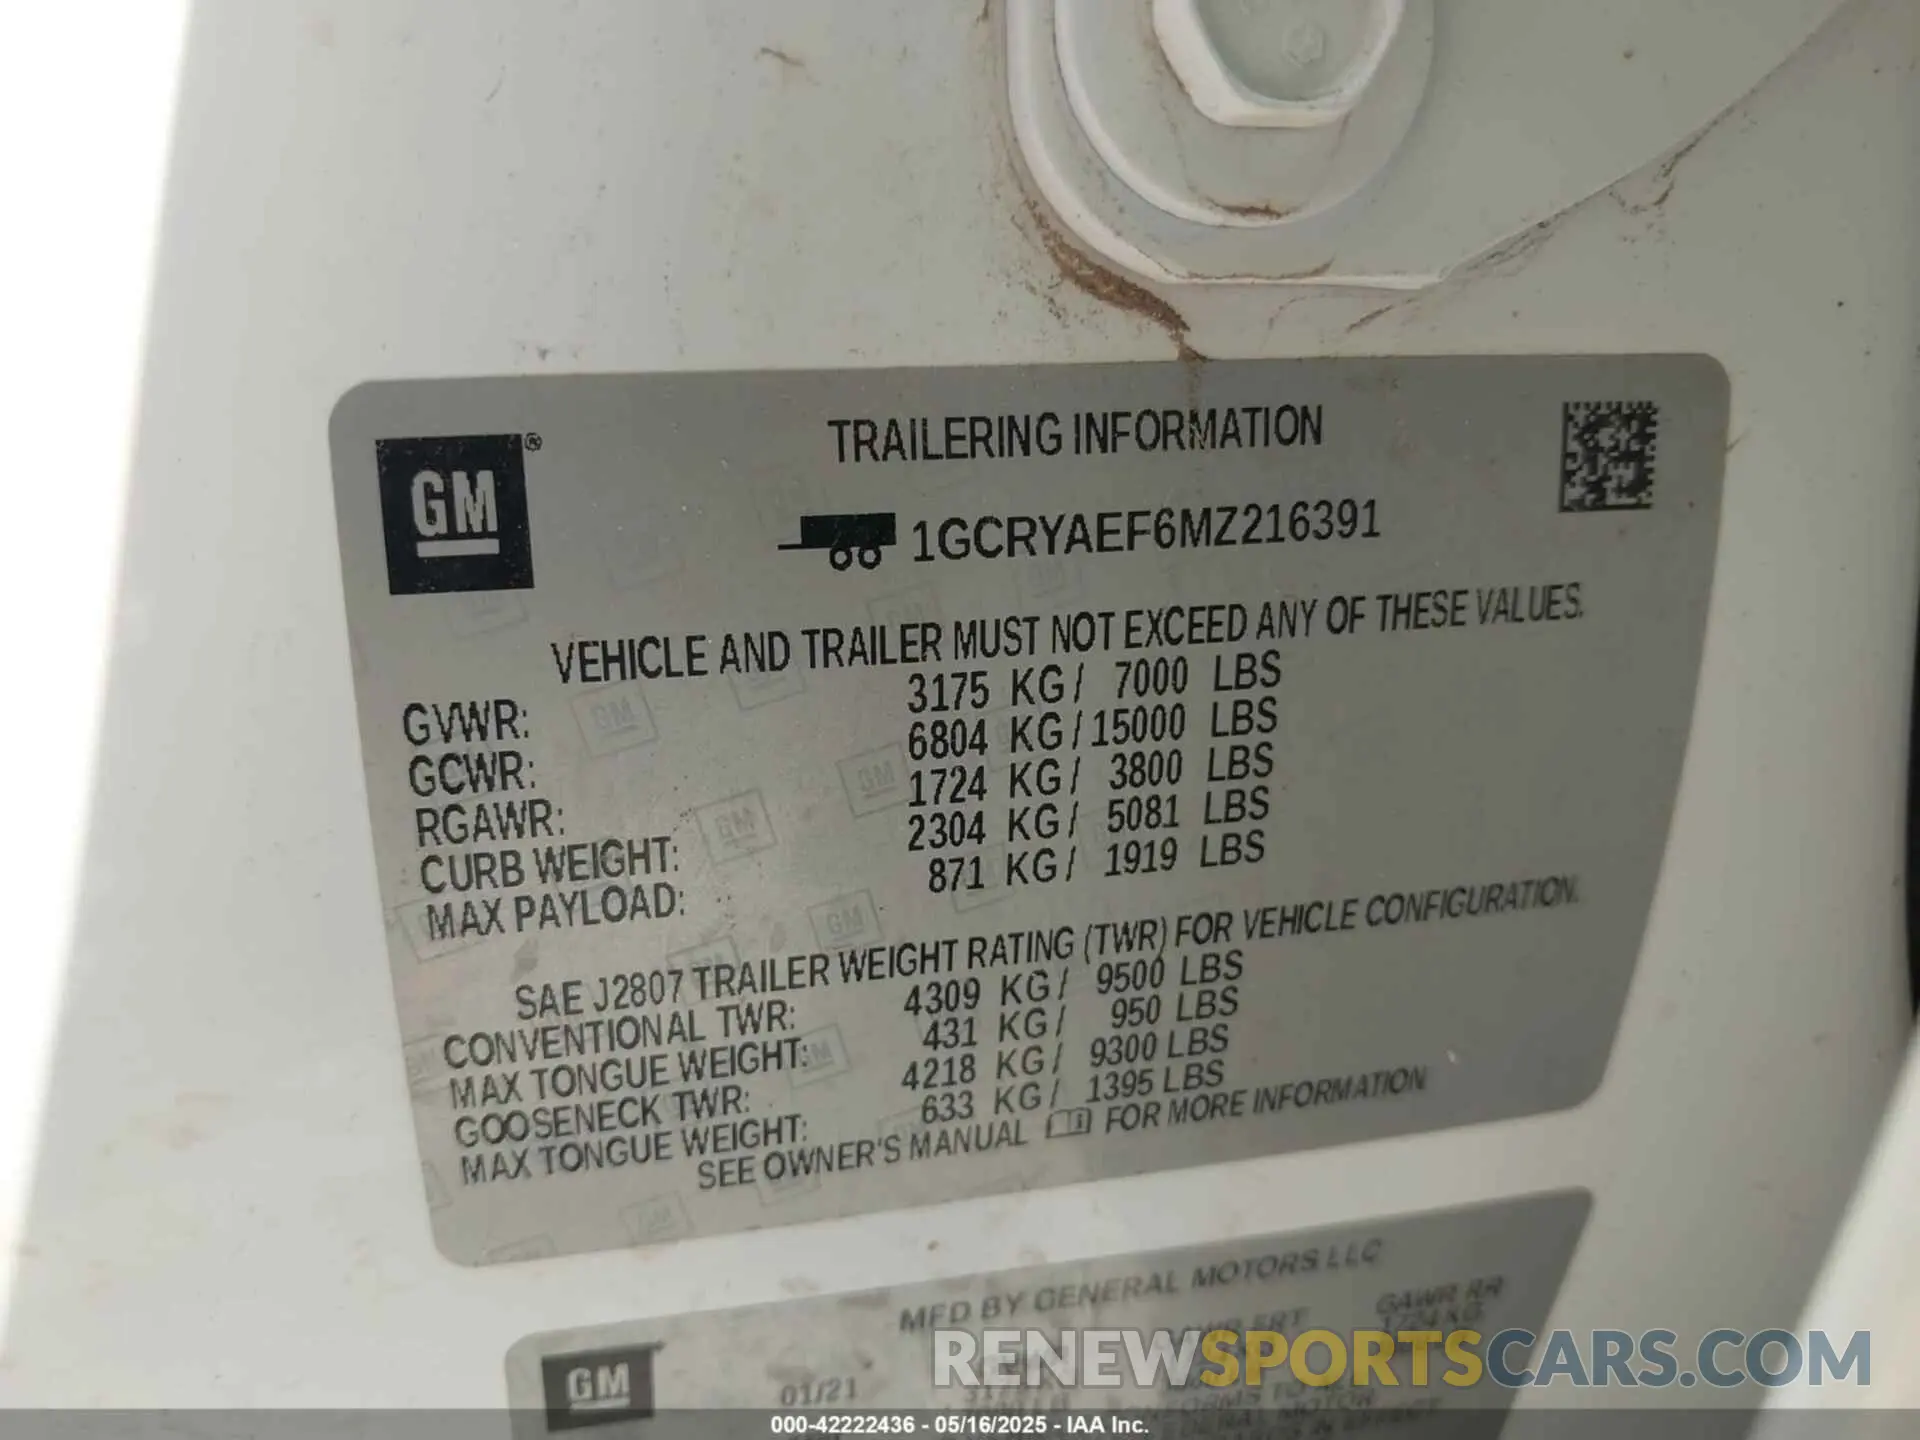 TRAILERING INFORMATION
GM®
1GCRYAEF6MZ216391
VEHICLE AND TRAILER MUST NOT EXCEED ANY OF THESE VALUES.
GVWR: 3175 KG/ 7000 LBS
GCWR: 6804 KG/15000 LBS
RGAWR: 1724 KG/ 3800 LBS
CURB WEIGHT: 2304 KG/ 5081 LBS
MAX PAYLOAD: 871 KG/ 1919 LBS
SAE J2807 TRAILER WEIGHT RATING (TWR) FOR VEHICLE CONFIGURATION.
CONVENTIONAL TWR: 4309 KG/ 9500 LBS
MAX TONGUE WEIGHT: 431 KG/ 950 LBS
GOOSENECK TWR: 4218 KG/ 9300 LBS
MAX TONGUE WEIGHT: 633 KG/ 1395 LBS
SEE OWNER'S MANUAL FOR MORE INFORMATION
MFD BY GENERAL MOTORS LLC
GAWR RR
GM
01/21
1724 KG
RENEWSPORTSCARS.COM
000-42222436 - 05/16/2025 - IAA Inc.